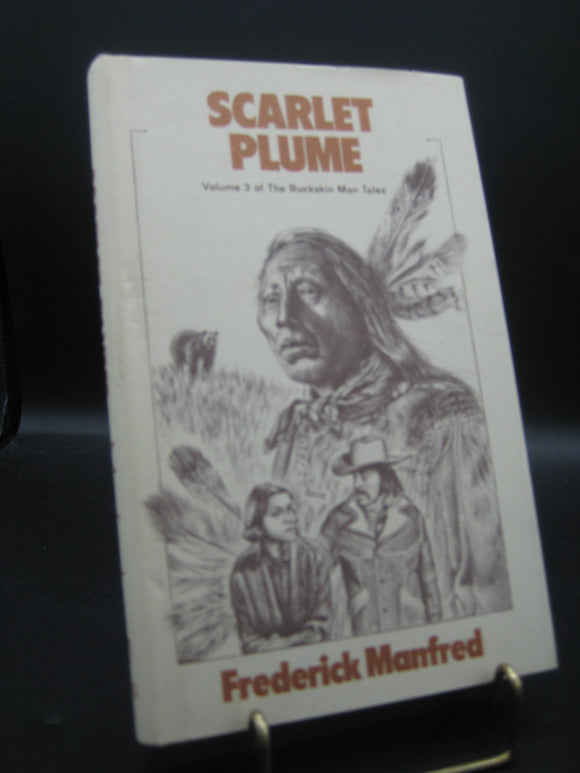 SCARLET
PLUME
Volume 3 of The Buckskin Man Tales
Frederick Manfred